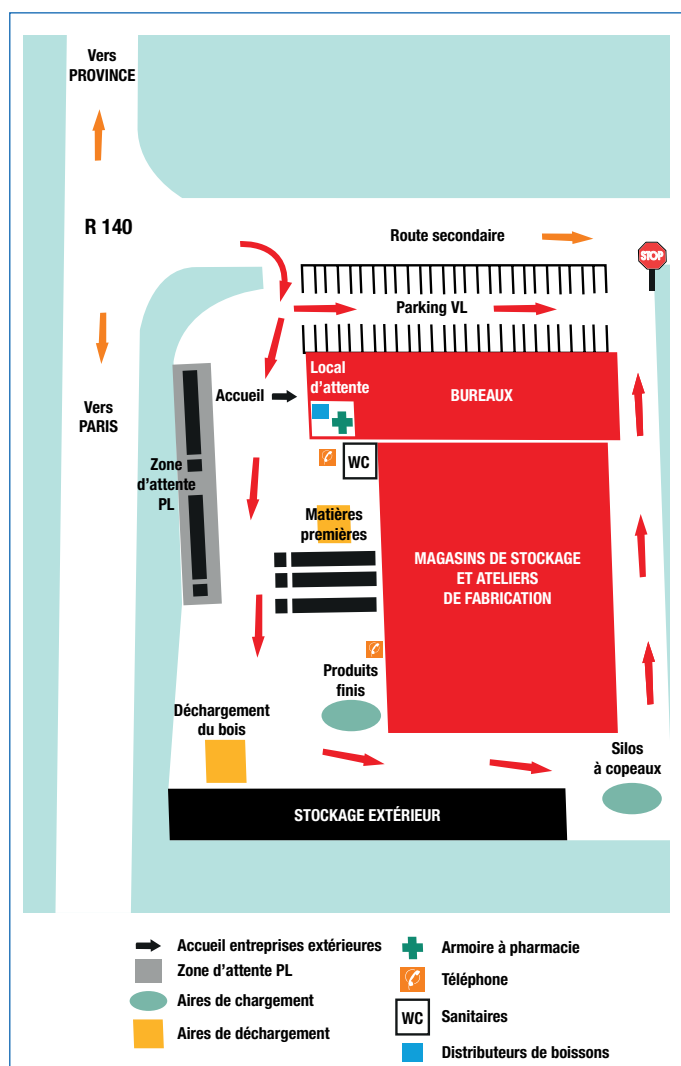 Vers
PROVINCE
R 140
Route secondaire
STOP
Parking VL
Vers
PARIS
Accueil
Local
d'attente
BUREAUX
Zone
d'attente
PL
WC
Matières
premières
MAGASINS DE STOCKAGE
ET ATELIERS
DE FABRICATION
Produits
finis
Déchargement
du bois
Silos
à copeaux
STOCKAGE EXTÉRIEUR
Accueil entreprises extérieures
Zone d'attente PL
Aires de chargement
Aires de déchargement
Armoire à pharmacie
Téléphone
WC
Sanitaires
Distributeurs de boissons